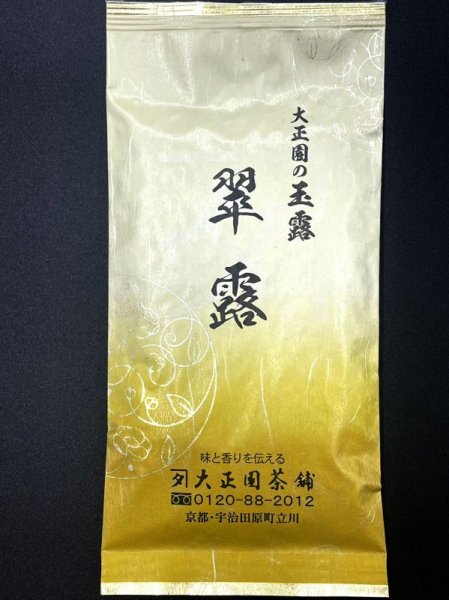 大正園の玉露
翠露
味と香りを伝える
大正園茶舗
0120-88-2012
京都・宇治田原町立川